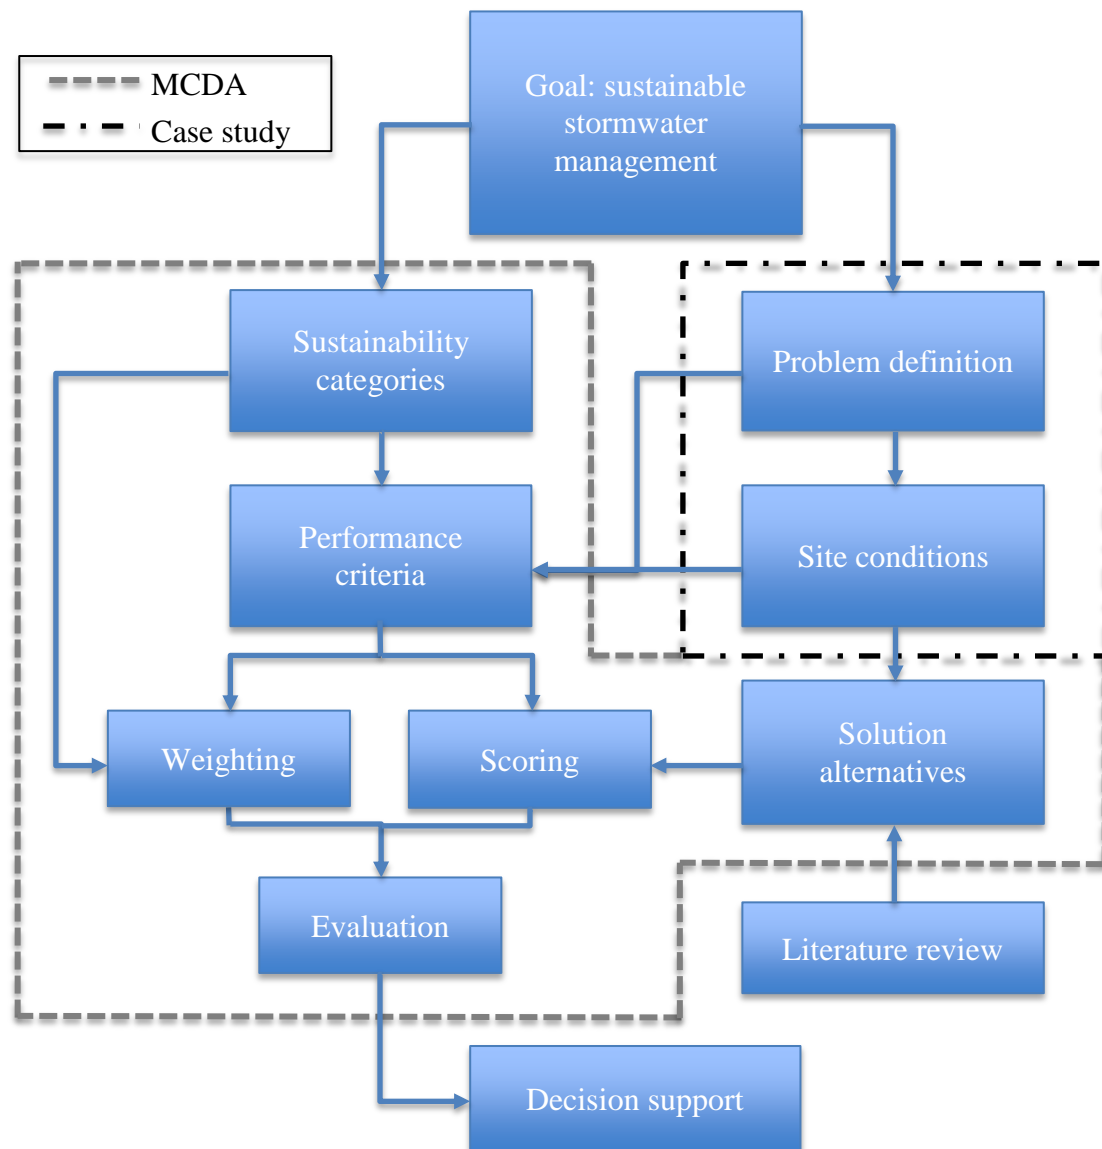 MCDA
Case study
Goal: sustainable
stormwater
management
Sustainability
categories
Problem definition
Performance
criteria
Site conditions
Weighting
Scoring
Solution
alternatives
Evaluation
Literature review
Decision support